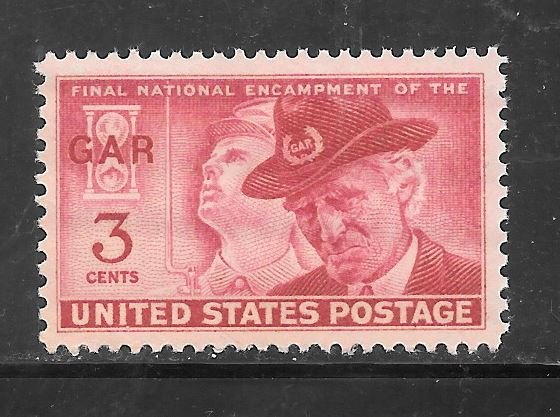 FINAL NATIONAL ENCAMPMENT OF THE
GAR
GAR
3
CENTS
UNITED STATES POSTAGE